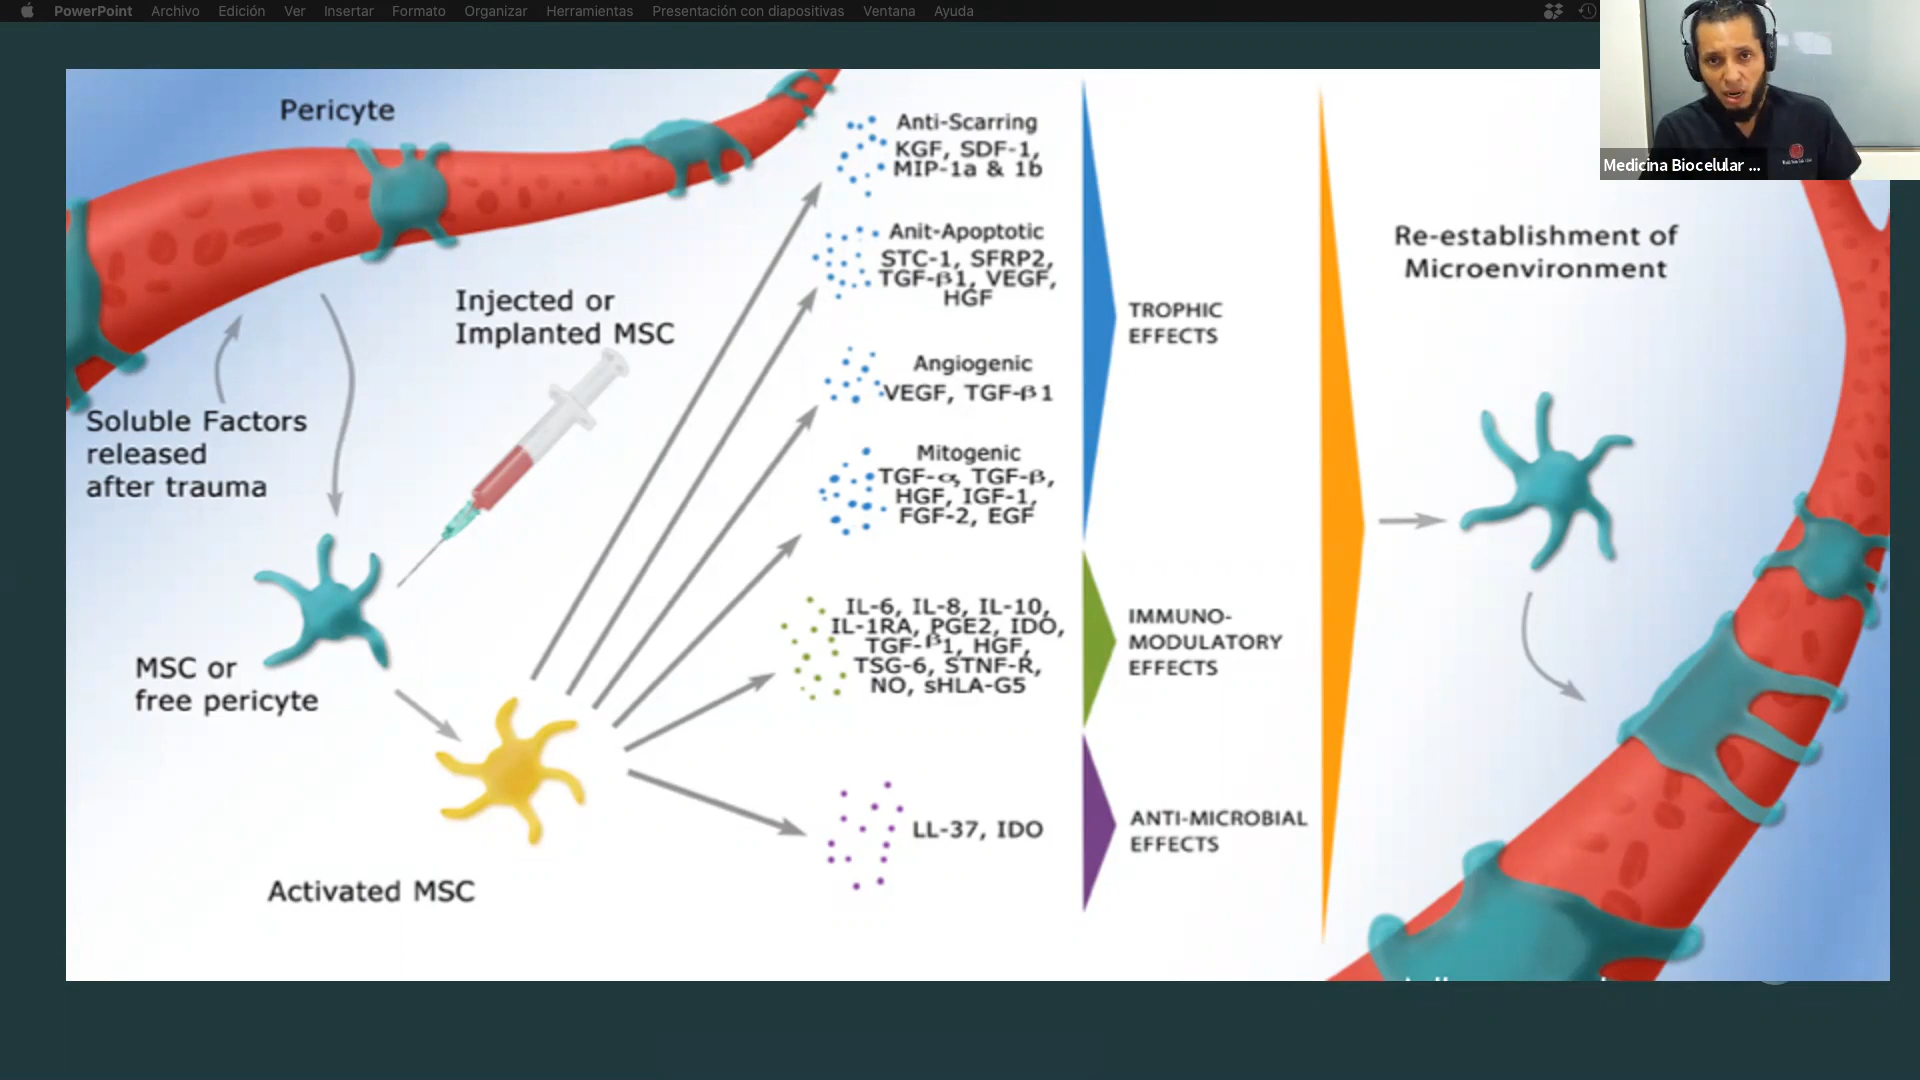 PowerPoint Archivo Edición Ver Insertar Formato Organizar Herramientas Presentación con diapositivas Ventana Ayuda
Medicina Biocelular ...
Pericyte
Soluble Factors
released
after trauma
Injected or
Implanted MSC
MSC or
free pericyte
Activated MSC
Anti-Scarring
KGF, SDF-1,
MIP-1a & 1b
Anit-Apoptotic
STC-1, SFRP2,
TGF-β1, VEGF,
HGF
Angiogenic
VEGF, TGF-β1
Mitogenic
TGF-α, TGF-β,
HGF, IGF-1,
FGF-2, EGF
IL-6, IL-8, IL-10,
IL-1RA, PGE2, IDO,
TGF-β1, HGF,
TSG-6, STNF-R,
NO, sHLA-G5
LL-37, IDO
TROPHIC
EFFECTS
IMMUNO-
MODULATORY
EFFECTS
ANTI-MICROBIAL
EFFECTS
Re-establishment of
Microenvironment